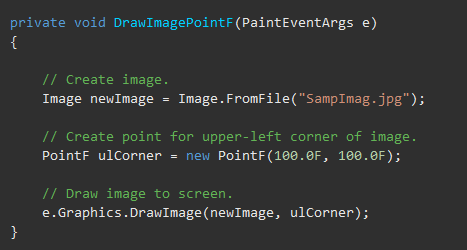 private void DrawImagePointF(PaintEventArgs e)
{
    // Create image.
    Image newImage = Image.FromFile("SampImag.jpg");
    // Create point for upper-left corner of image.
    PointF ulCorner = new PointF(100.0F, 100.0F);
    // Draw image to screen.
    e.Graphics.DrawImage(newImage, ulCorner);
}